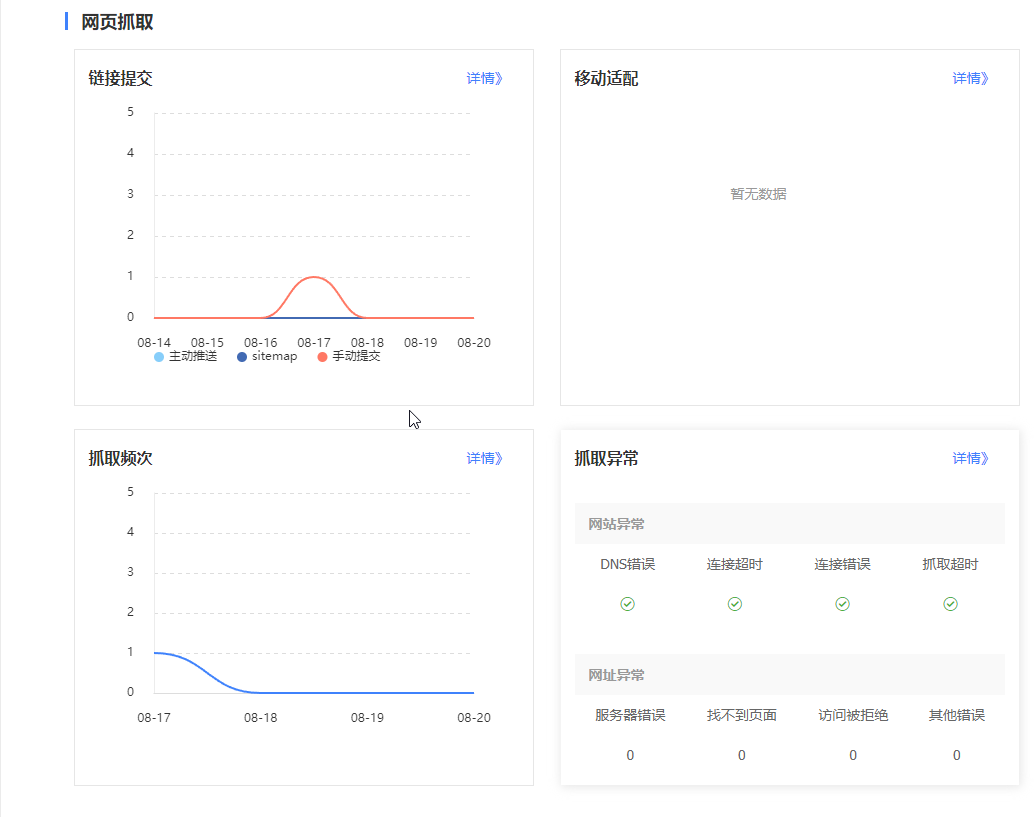 网页抓取
链接提交 详情》
5
4
3
2
1
0
08-14 08-15 08-16 08-17 08-18 08-19 08-20
主动推送 sitemap 手动提交
移动适配 详情》
暂无数据
抓取频次 详情》
5
4
3
2
1
0
08-17 08-18 08-19 08-20
抓取异常 详情》
网站异常
DNS错误 连接超时 连接错误 抓取超时
网址异常
服务器错误 找不到页面 访问被拒绝 其他错误
0 0 0 0